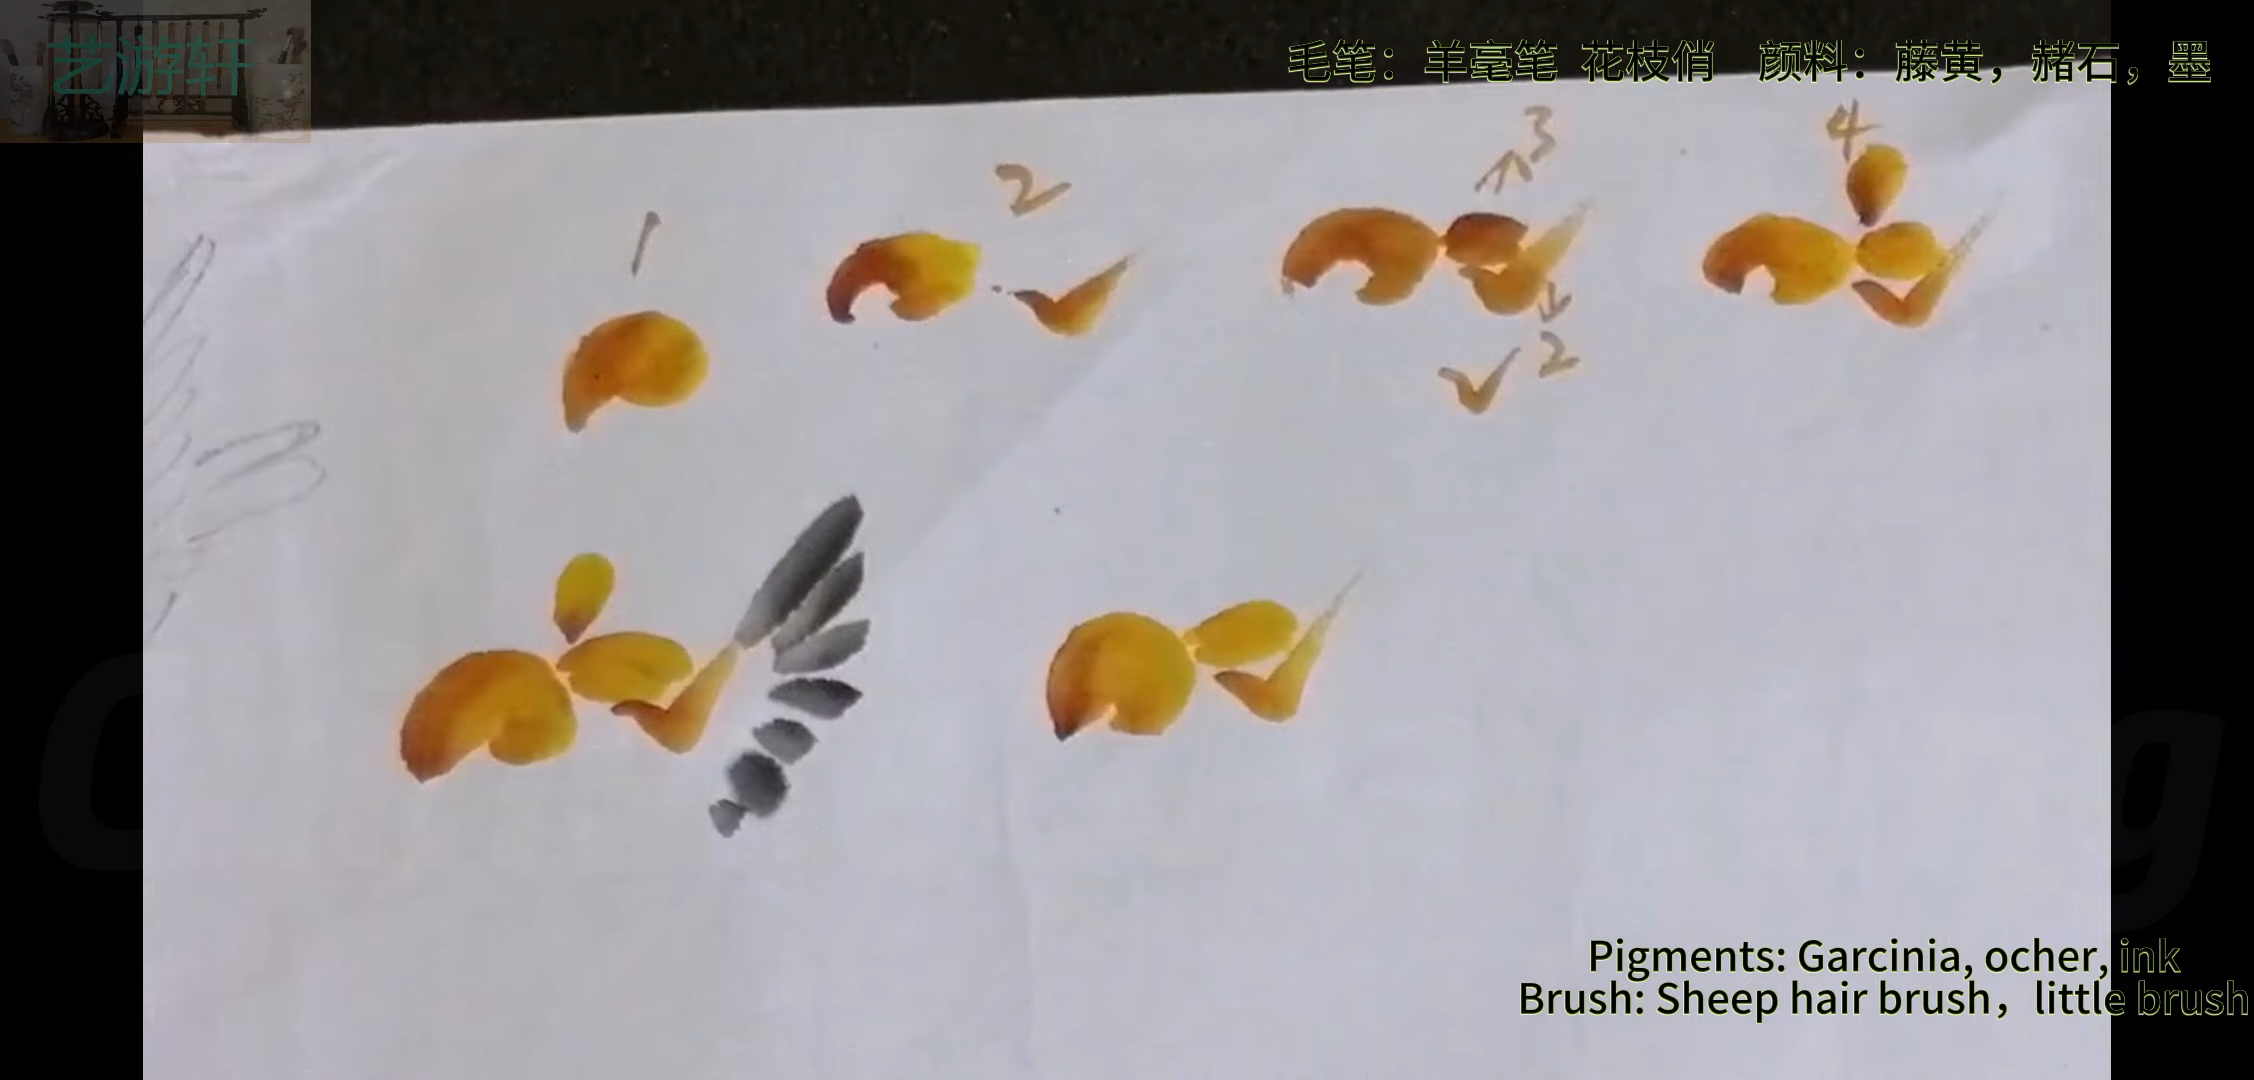 艺游轩
毛笔：羊毫笔 花枝俏 颜料：藤黄，赭石，墨
1
2
3
4
2
Pigments: Garcinia, ocher, ink
Brush: Sheep hair brush，little brush